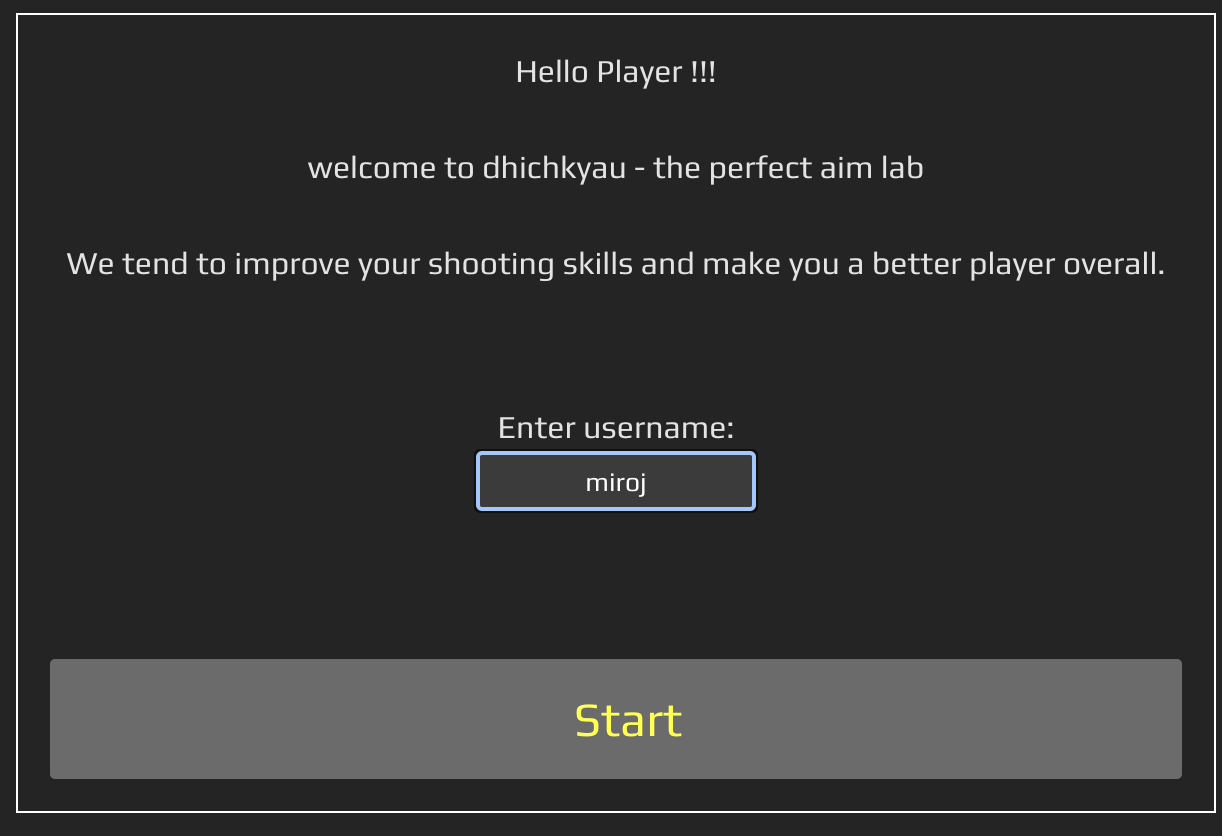 Hello Player !!!
welcome to dhichkyau - the perfect aim lab
We tend to improve your shooting skills and make you a better player overall.
Enter username:
miroj
Start